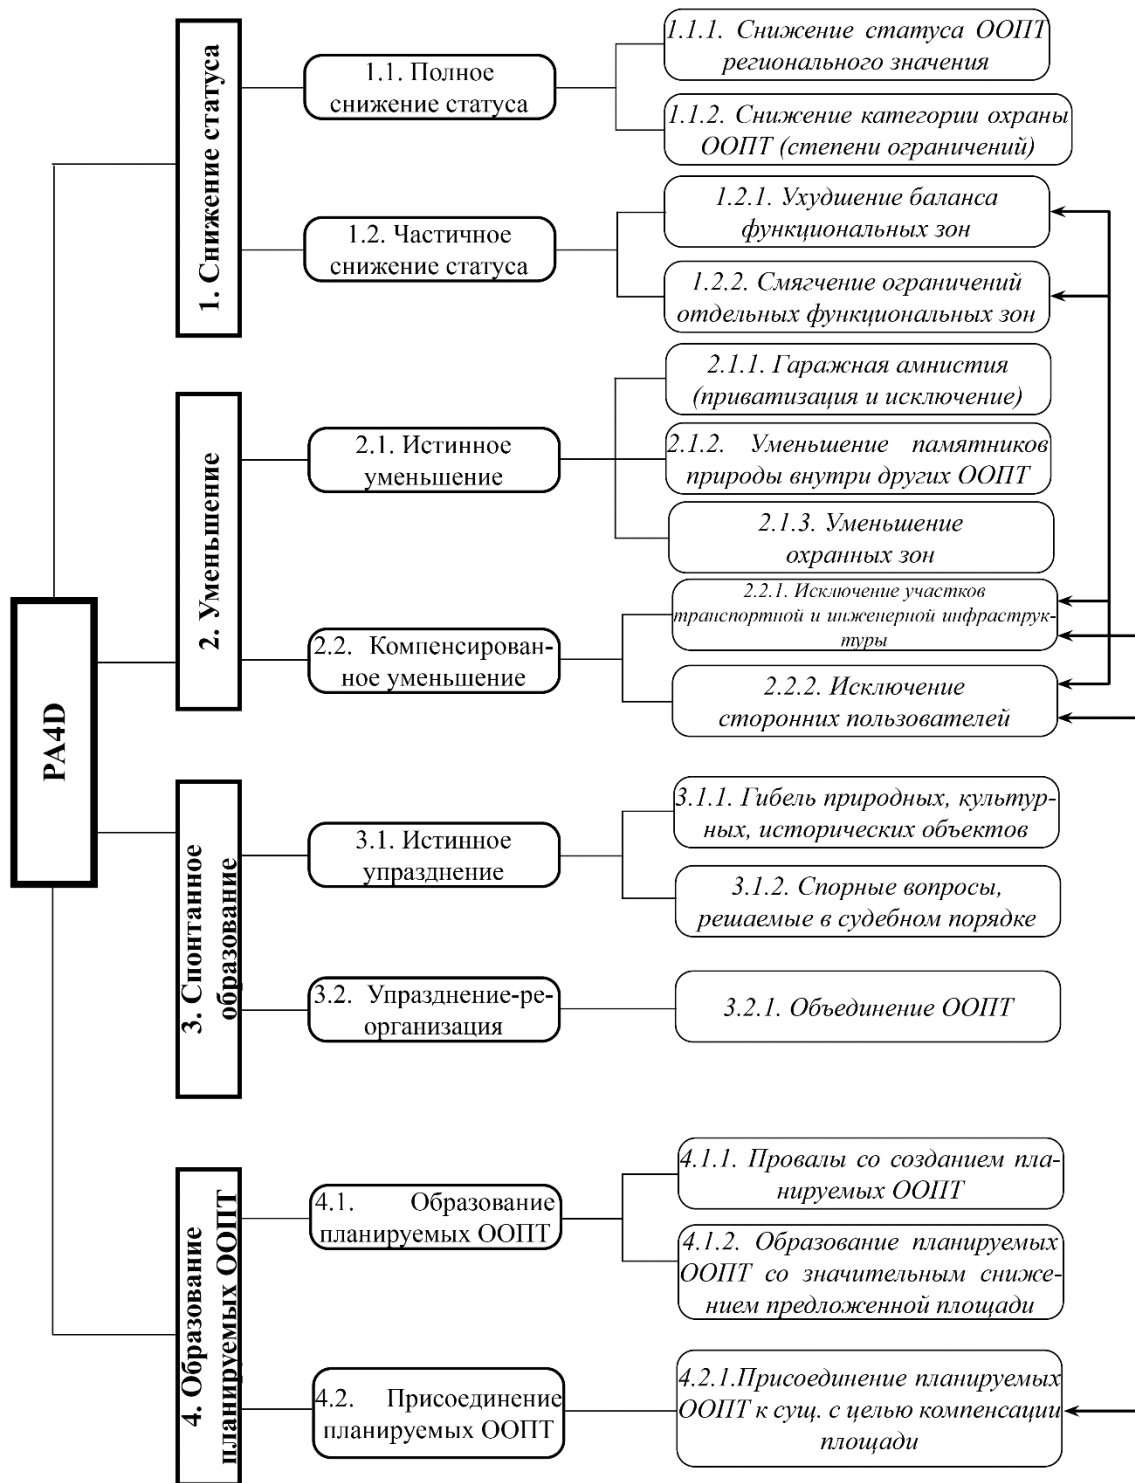 PA4D
1. Снижение статуса
1.1. Полное
снижение статуса
1.1.1. Снижение статуса ООПТ
регионального значения
1.1.2. Снижение категории охраны
ООПТ (степени ограничений)
1.2. Частичное
снижение статуса
1.2.1. Ухудшение баланса
функциональных зон
1.2.2. Смягчение ограничений
отдельных функциональных зон
2. Уменьшение
2.1. Истинное
уменьшение
2.1.1. Гаражная амнистия
(приватизация и исключение)
2.1.2. Уменьшение памятников
природы внутри других ООПТ
2.1.3. Уменьшение
охранных зон
2.2. Компенсирован-
ное уменьшение
2.2.1. Исключение участков
транспортной и инженерной инфраструк-
туры
2.2.2. Исключение
сторонних пользователей
3. Спонтанное
образование
3.1. Истинное
упразднение
3.1.1. Гибель природных, культур-
ных, исторических объектов
3.1.2. Спорные вопросы,
решаемые в судебном порядке
3.2. Упразднение-ре-
организация
3.2.1. Объединение ООПТ
4. Образование
планируемых ООПТ
4.1. Образование
планируемых ООПТ
4.1.1. Провалы со созданием пла-
нируемых ООПТ
4.1.2. Образование планируемых
ООПТ со значительным сниже-
нием предложенной площади
4.2. Присоединение
планируемых ООПТ
4.2.1.Присоединение планируемых
ООПТ к сущ. с целью компенсации
площади